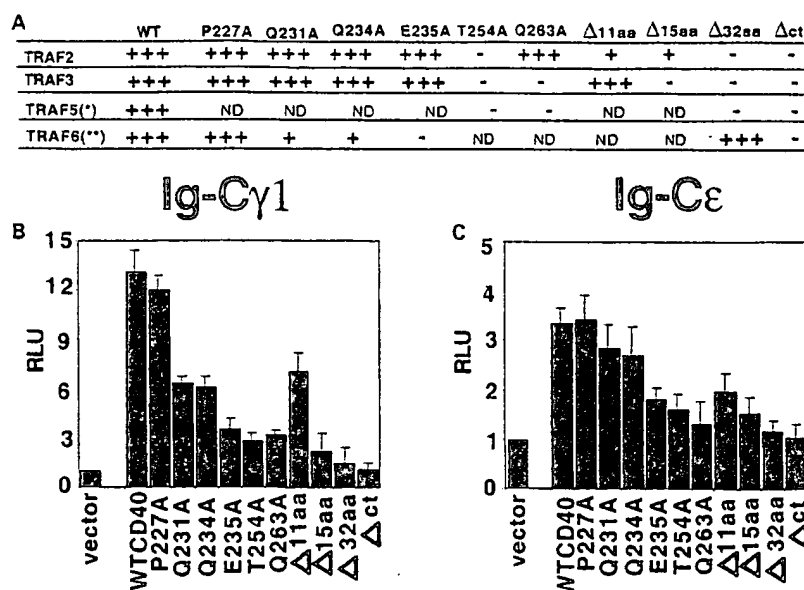 A
WT P227A Q231A Q234A E235A T254A Q263A Δ11aa Δ15aa Δ32aa Δct
TRAF2 +++ +++ +++ +++ +++ - +++ + + - -
TRAF3 +++ +++ +++ +++ +++ - - +++ - - -
TRAF5(*) +++ ND ND ND ND - - ND ND - -
TRAF6(**) +++ +++ + + - ND ND ND ND +++ -
Ig-Cγ1
Ig-Cε
B
15
12
9
6
3
0
RLU
vector
WTCD40
P227A
Q231A
Q234A
E235A
T254A
Q263A
Δ11aa
Δ15aa
Δ32aa
Δct
C
5
4
3
2
1
0
RLU
vector
WTCD40
P227A
Q231A
Q234A
E235A
T254A
Q263A
Δ11aa
Δ15aa
Δ32aa
Δct